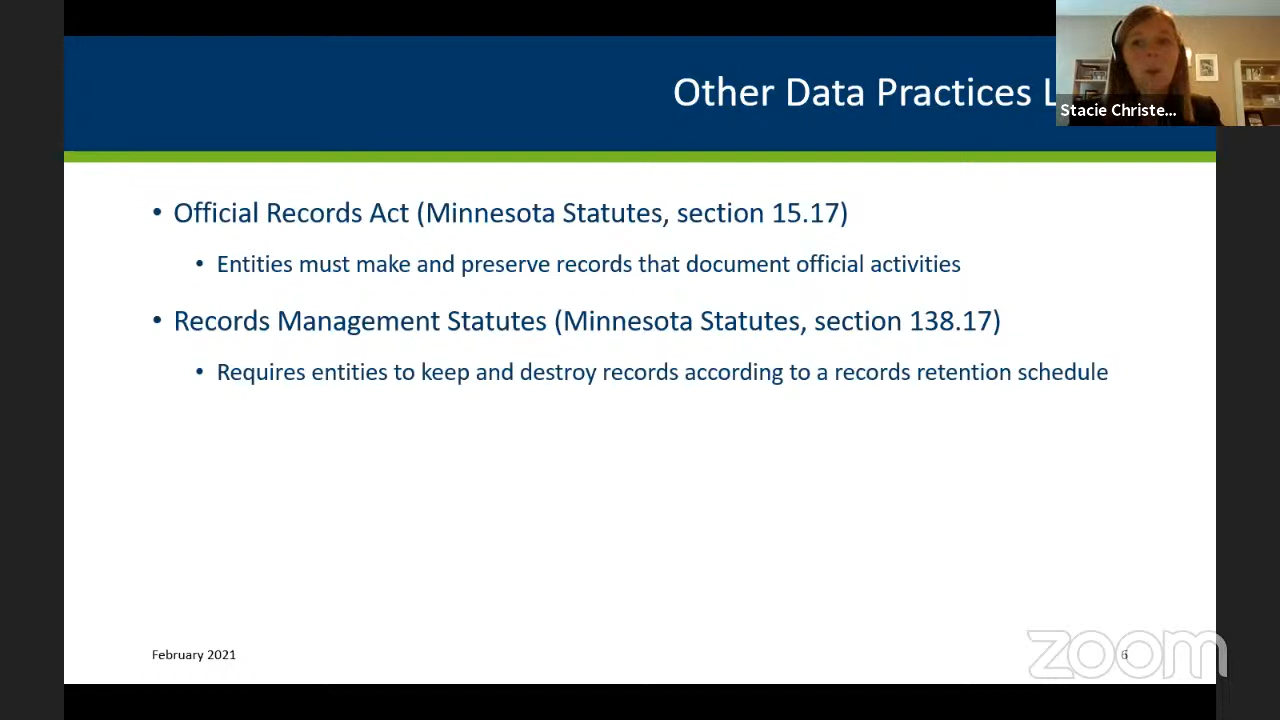 Other Data Practices L
Stacie Christe...
• Official Records Act (Minnesota Statutes, section 15.17)
• Entities must make and preserve records that document official activities
• Records Management Statutes (Minnesota Statutes, section 138.17)
• Requires entities to keep and destroy records according to a records retention schedule
February 2021
6
zoom